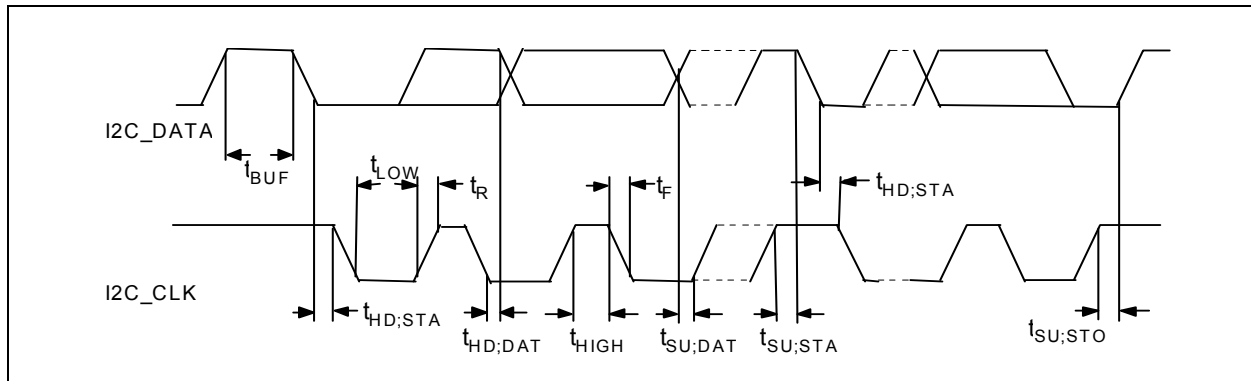 I2C_DATA
tBUF
tLOW
tR
tF
tHD;STA
I2C_CLK
tHD;STA
tHD;DAT
tHIGH
tSU;DAT
tSU;STA
tSU;STO